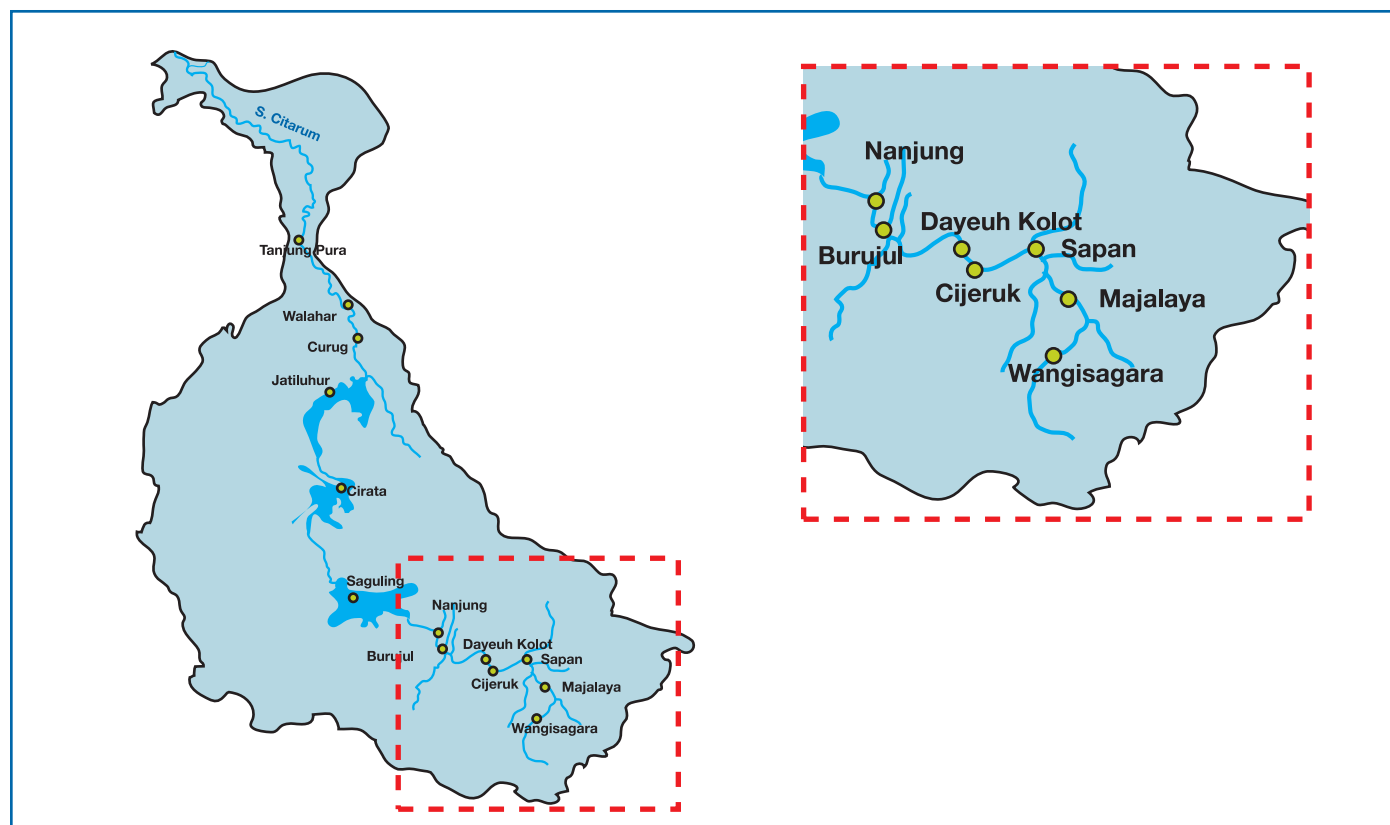 S. Citarum
Tanjung Pura
Walahar
Curug
Jatiluhur
Cirata
Saguling
Nanjung
Burujul
Dayeuh Kolot
Cijeruk
Sapan
Majalaya
Wangisagara
Nanjung
Dayeuh Kolot
Burujul
Sapan
Cijeruk
Majalaya
Wangisagara